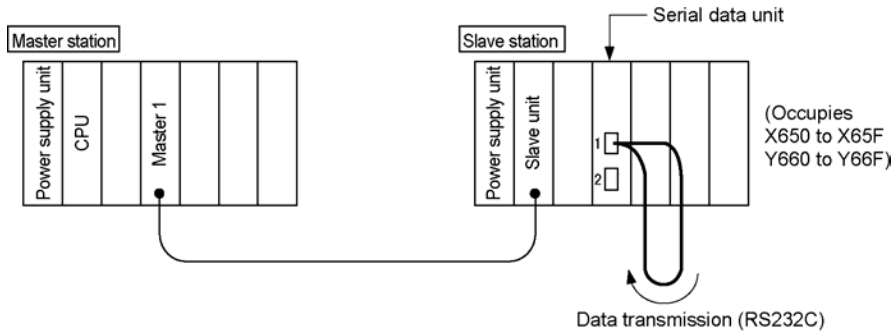 Serial data unit
Master station
Slave station
Power supply unit
CPU
Master 1
Power supply unit
Slave unit
1
2
(Occupies
X650 to X65F
Y660 to Y66F)
Data transmission (RS232C)